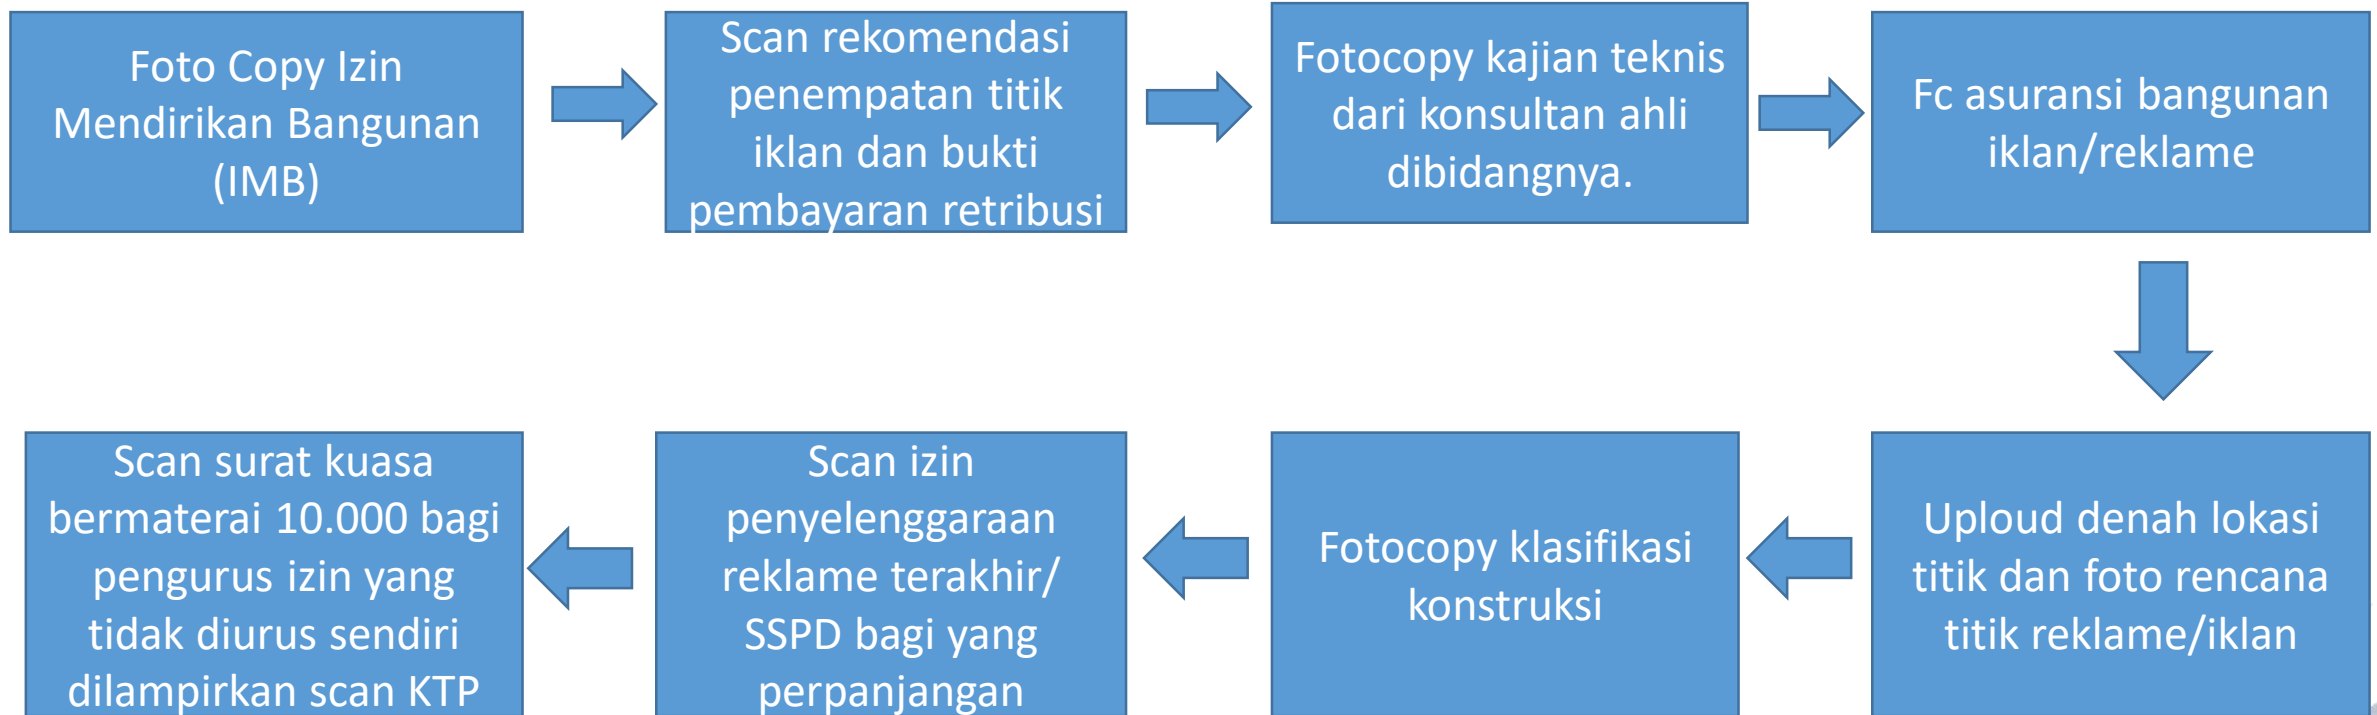 Foto Copy Izin
Mendirikan Bangunan
(IMB)
Scan rekomendasi
penempatan titik
iklan dan bukti
pembayaran retribusi
Fotocopy kajian teknis
dari konsultan ahli
dibidangnya.
Fc asuransi bangunan
iklan/reklame
Uploud denah lokasi
titik dan foto rencana
titik reklame/iklan
Fotocopy klasifikasi
konstruksi
Scan izin
penyelenggaraan
reklame terakhir/
SSPD bagi yang
perpanjangan
Scan surat kuasa
bermaterai 10.000 bagi
pengurus izin yang
tidak diurus sendiri
dilampirkan scan KTP